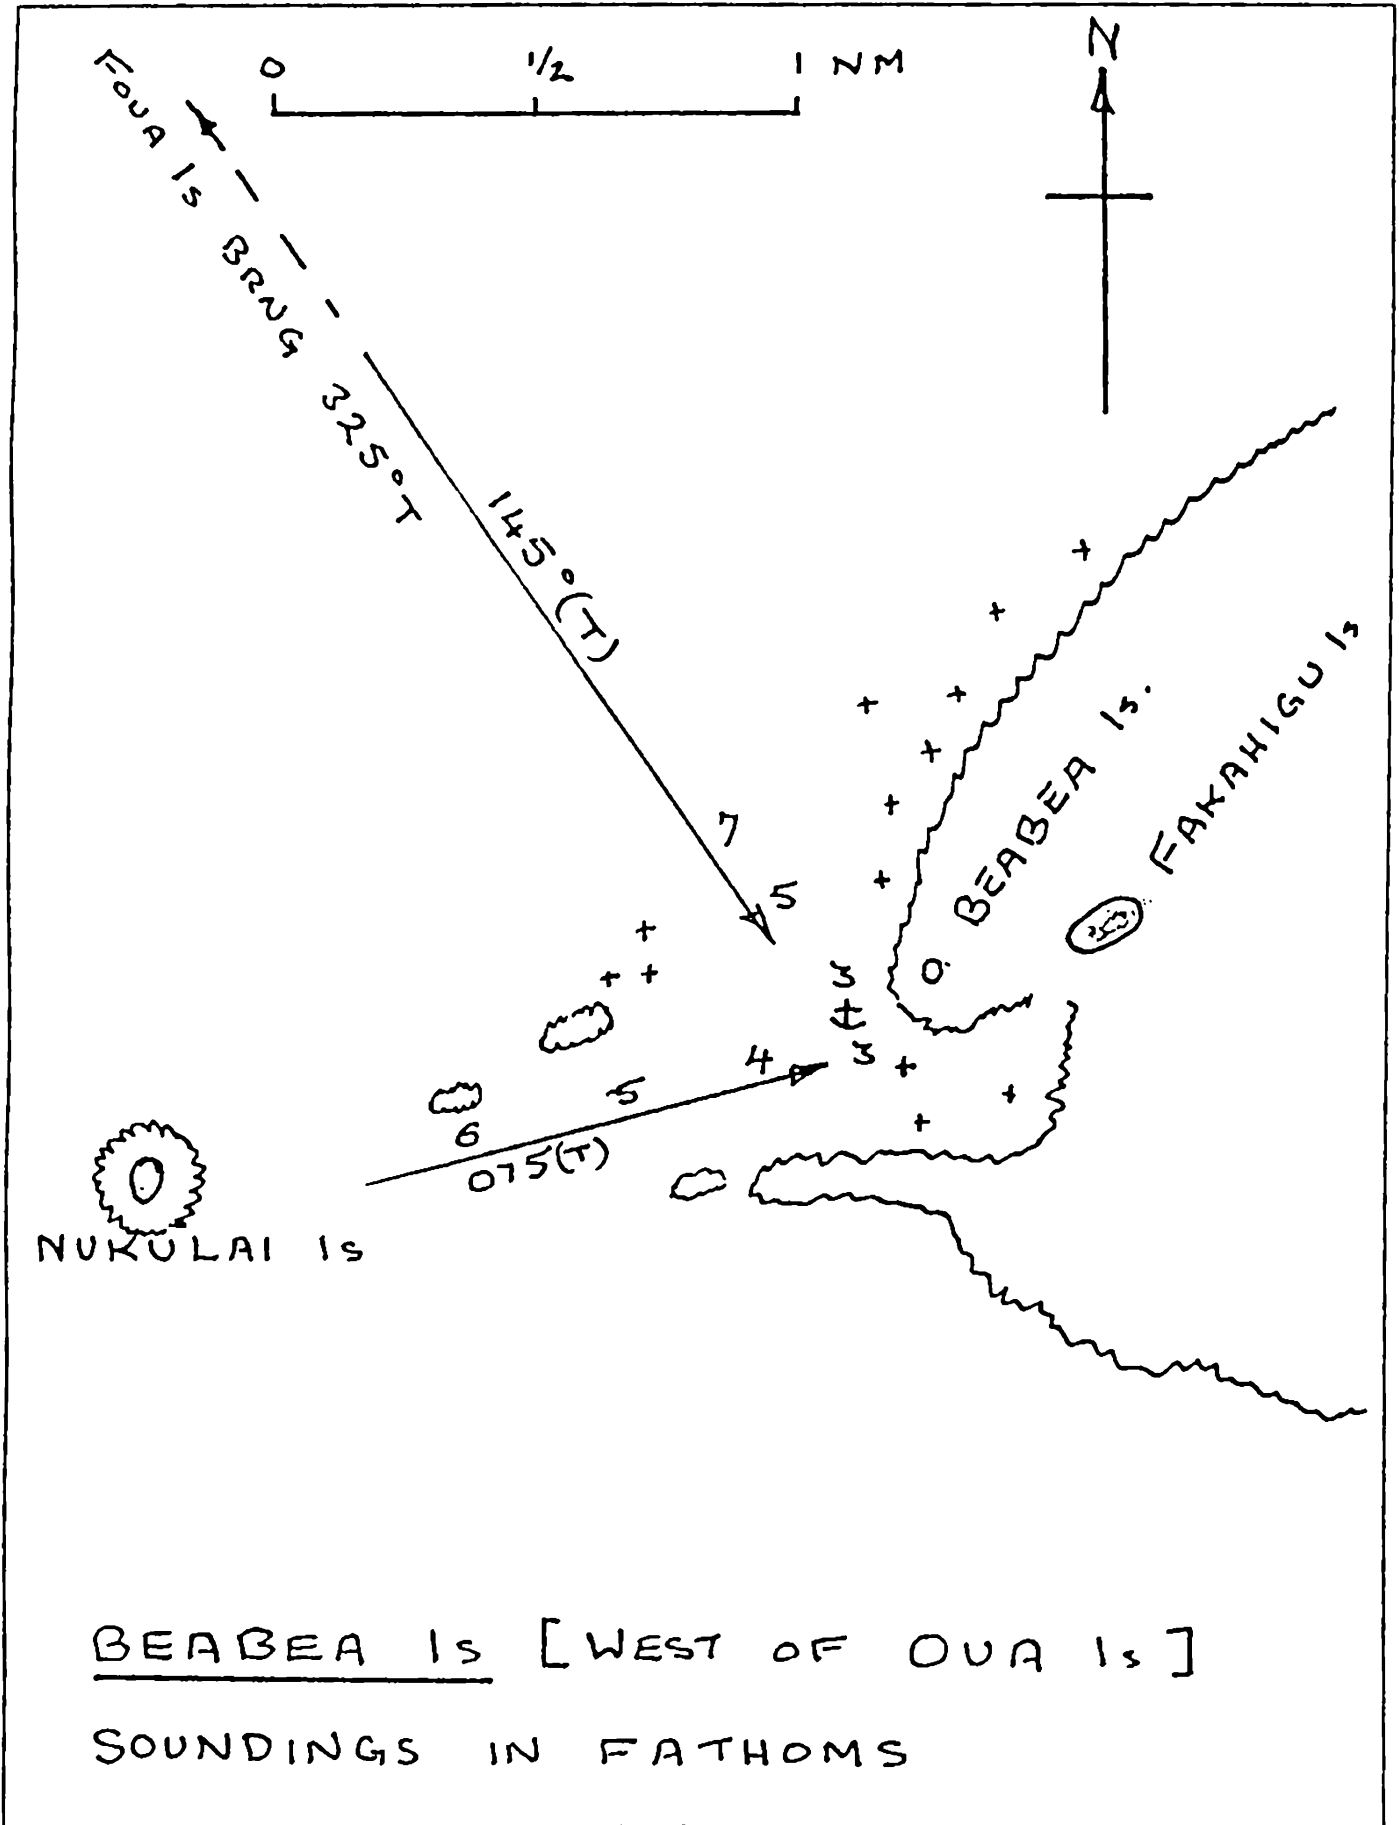 0 1/2 1 NM
N
FOUA Is BRNG 325°T
145°(T)
BEABEA Is.
FAKAHIGU Is
7
5
3
3
4
5
6
075(T)
NUKULAI Is
BEABEA Is [WEST OF OUA Is]
SOUNDINGS IN FATHOMS